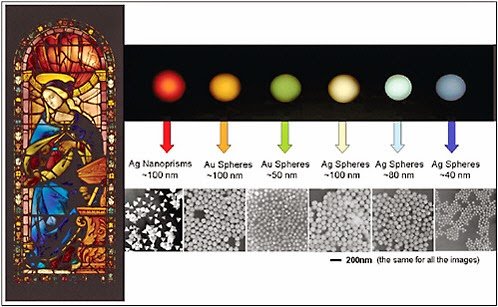 Ag Nanoprisms Au Spheres Au Spheres Ag Spheres Ag Spheres Ag Spheres
~100 nm ~100 nm ~50 nm ~100 nm ~80 nm ~40 nm
200nm (the same for all the images)